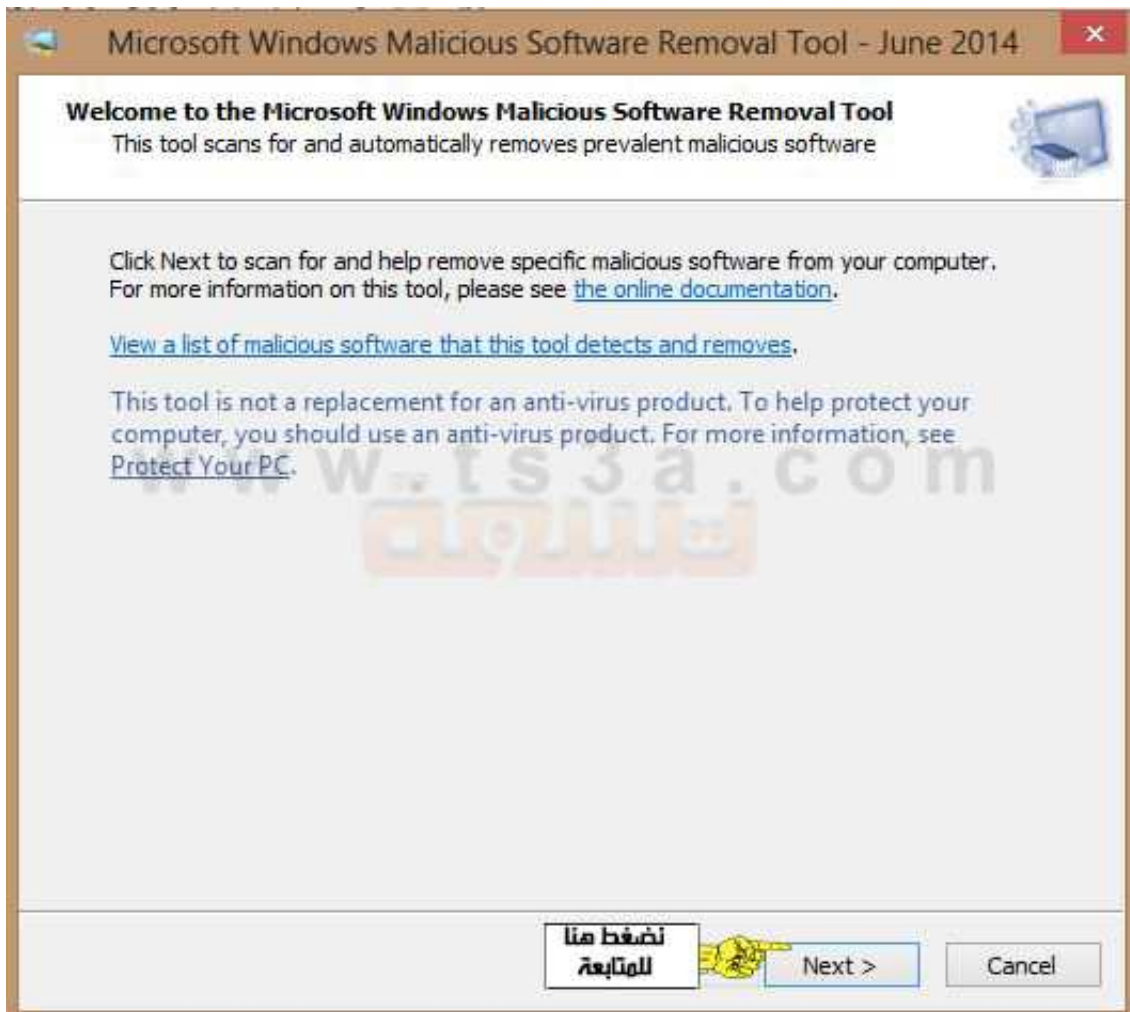 Microsoft Windows Malicious Software Removal Tool - June 2014
Welcome to the Microsoft Windows Malicious Software Removal Tool
This tool scans for and automatically removes prevalent malicious software
Click Next to scan for and help remove specific malicious software from your computer.
For more information on this tool, please see the online documentation.
View a list of malicious software that this tool detects and removes.
This tool is not a replacement for an anti-virus product. To help protect your
computer, you should use an anti-virus product. For more information, see
Protect Your PC.
www.ts3a.com
نضغط هنا
للمتابعة
Next >
Cancel